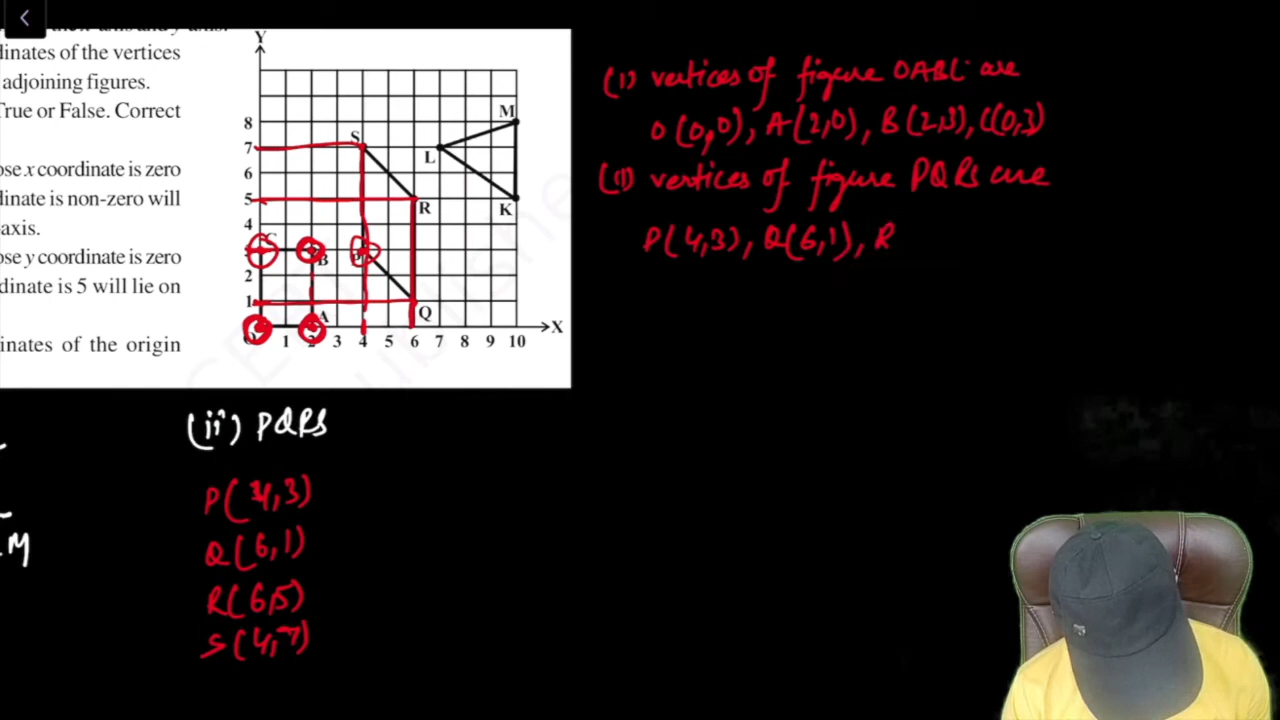 dinates of the vertices
adjoining figures.
True or False. Correct
ose x coordinate is zero
dinate is non-zero will
axis.
ose y coordinate is zero
dinate is 5 will lie on
inates of the origin
Y
8
7
6
5
4
2
1
1 2 3 4 5 6 7 8 9 10
X
S
R
L
M
K
C
B
P
A
Q
O
(i) vertices of figure OABC are
O(0,0), A(2,0), B(2,3), C(0,3)
(ii) vertices of figure PQRS are
P(4,3), Q(6,1), R
(ii) PQRS
P(4,3)
Q(6,1)
R(6,5)
S(4,7)
M